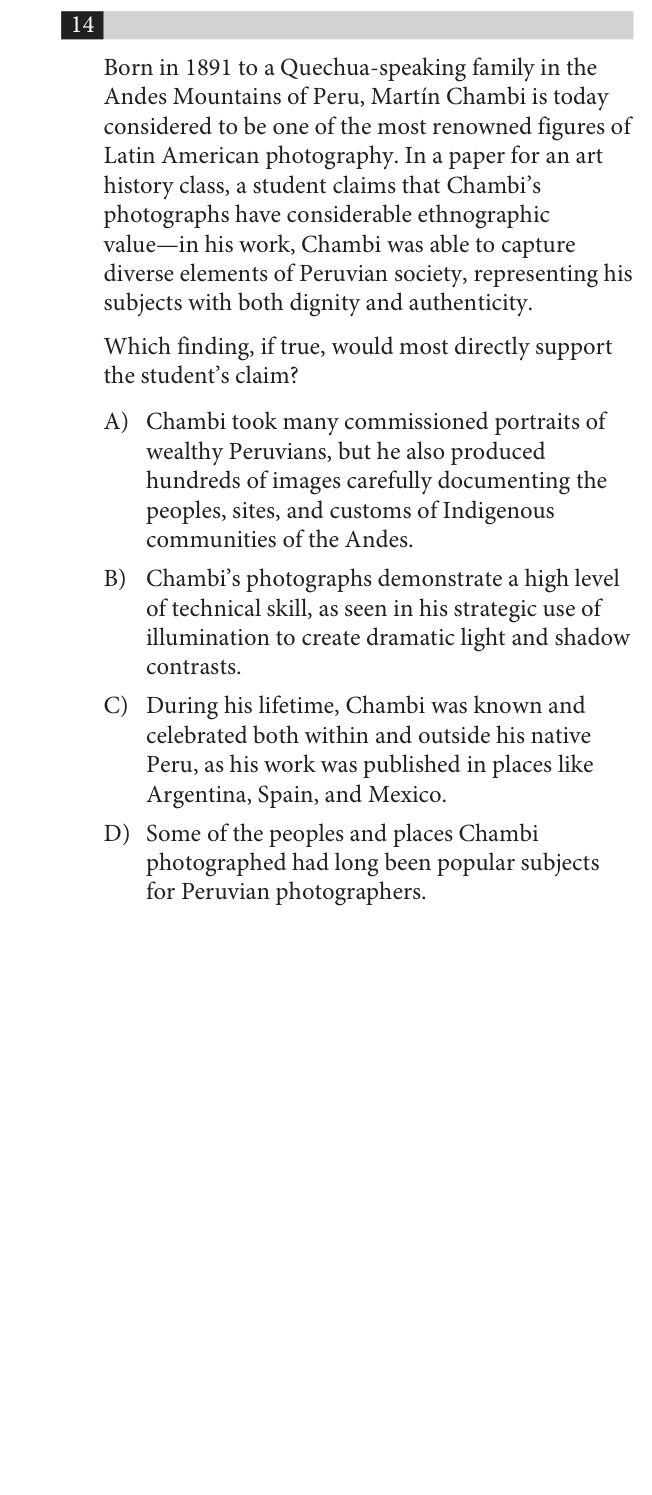 14
Born in 1891 to a Quechua-speaking family in the
Andes Mountains of Peru, Martín Chambi is today
considered to be one of the most renowned figures of
Latin American photography. In a paper for an art
history class, a student claims that Chambi’s
photographs have considerable ethnographic
value—in his work, Chambi was able to capture
diverse elements of Peruvian society, representing his
subjects with both dignity and authenticity.
Which finding, if true, would most directly support
the student’s claim?
A) Chambi took many commissioned portraits of
wealthy Peruvians, but he also produced
hundreds of images carefully documenting the
peoples, sites, and customs of Indigenous
communities of the Andes.
B) Chambi’s photographs demonstrate a high level
of technical skill, as seen in his strategic use of
illumination to create dramatic light and shadow
contrasts.
C) During his lifetime, Chambi was known and
celebrated both within and outside his native
Peru, as his work was published in places like
Argentina, Spain, and Mexico.
D) Some of the peoples and places Chambi
photographed had long been popular subjects
for Peruvian photographers.